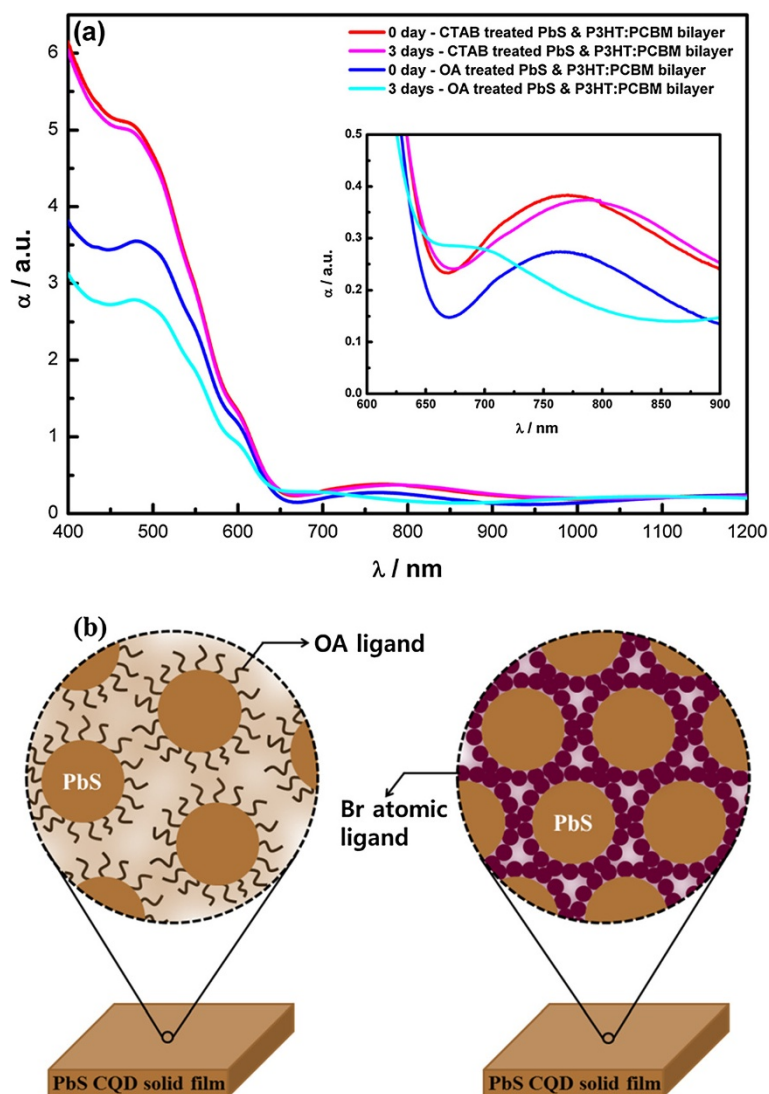 (a)
0 day - CTAB treated PbS & P3HT:PCBM bilayer
3 days - CTAB treated PbS & P3HT:PCBM bilayer
0 day - OA treated PbS & P3HT:PCBM bilayer
3 days - OA treated PbS & P3HT:PCBM bilayer
6
5
4
3
2
1
0
α / a.u.
400 500 600 700 800 900 1000 1100 1200
λ / nm
0.5
0.4
0.3
0.2
0.1
0.0
α / a.u.
600 650 700 750 800 850 900
λ / nm
(b)
OA ligand
PbS
Br atomic
ligand
PbS
PbS CQD solid film
PbS CQD solid film